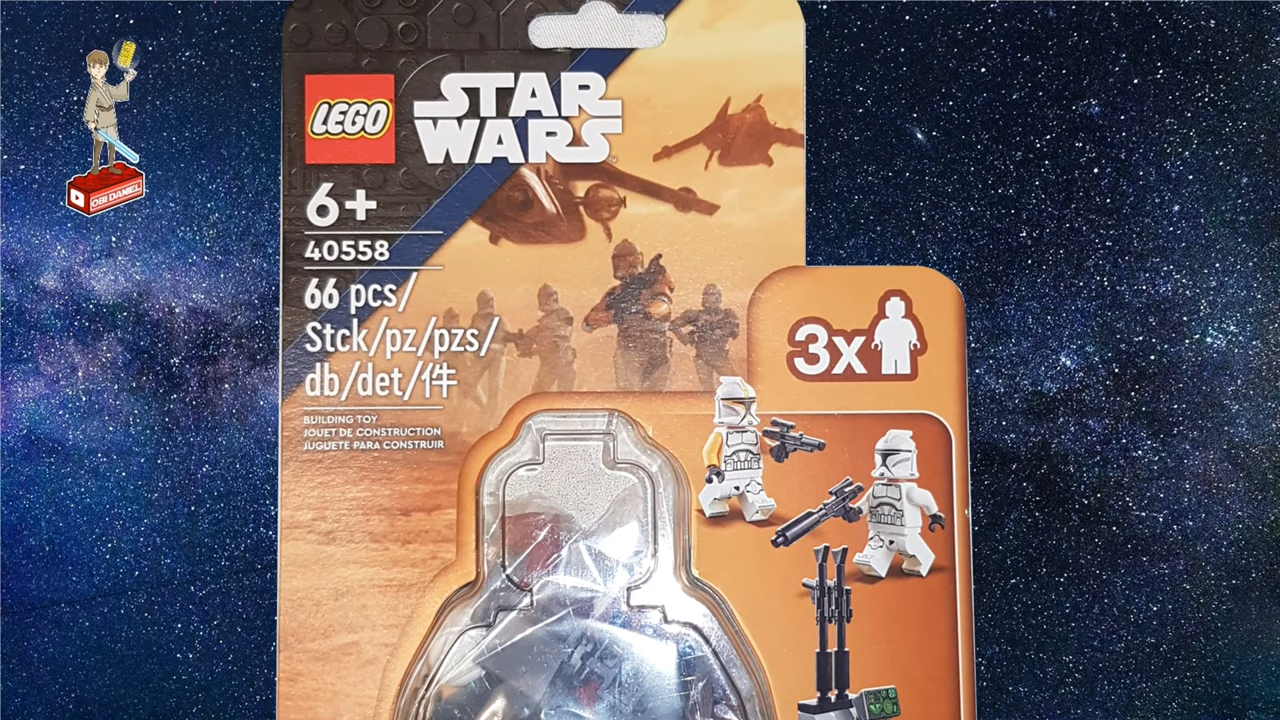 OBI DANIEL
LEGO
STAR
WARS
6+
40558
66 pcs/
Stck/pz/pzs/
db/det/件
BUILDING TOY
JOUET DE CONSTRUCTION
JUGUETE PARA CONSTRUIR
3x